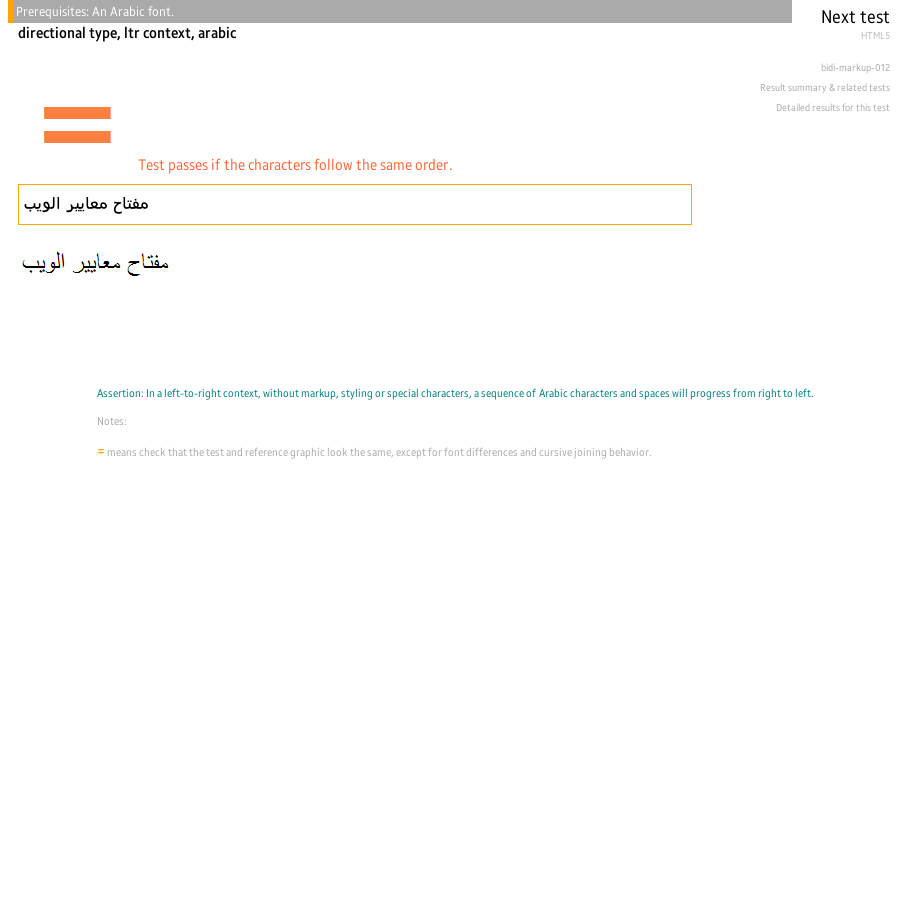 Prerequisites: An Arabic font.
Next test
directional type, ltr context, arabic
HTML5
bidi-markup-012
Result summary & related tests
Detailed results for this test
=
Test passes if the characters follow the same order.
مفتاح معايير الويب
مفتاح معايير الويب
Assertion: In a left-to-right context, without markup, styling or special characters, a sequence of Arabic characters and spaces will progress from right to left.
Notes:
= means check that the test and reference graphic look the same, except for font differences and cursive joining behavior.